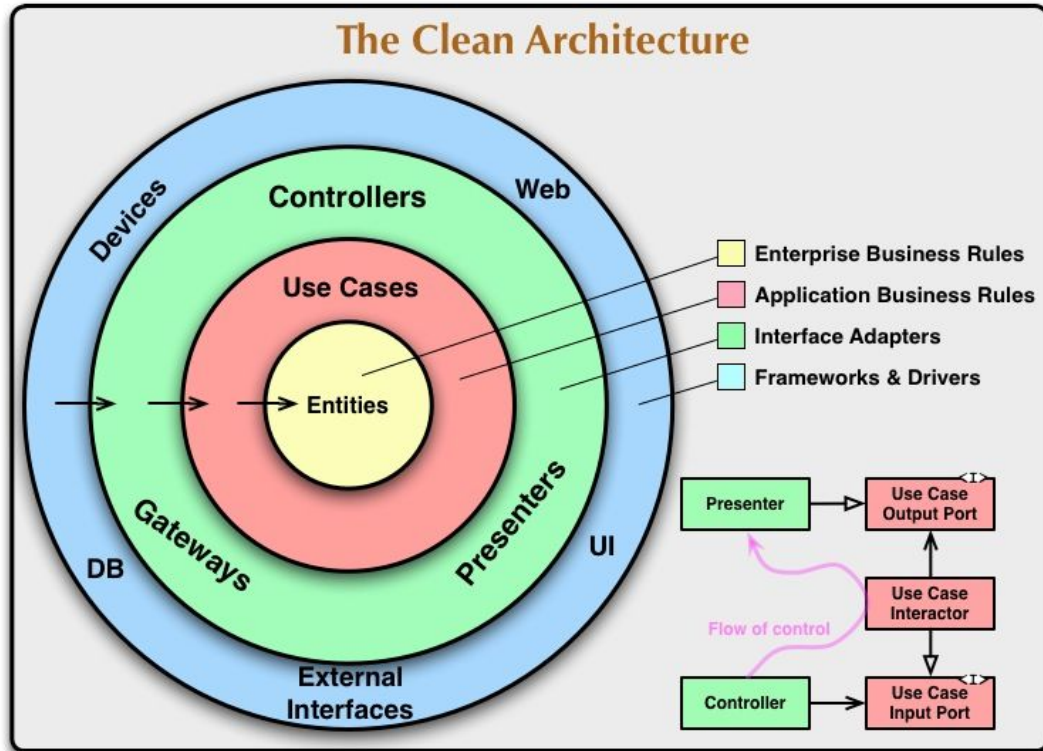 The Clean Architecture
Devices
Web
Controllers
Use Cases
Entities
Gateways
Presenters
DB
UI
External
Interfaces
Enterprise Business Rules
Application Business Rules
Interface Adapters
Frameworks & Drivers
Presenter
<I>
Use Case
Output Port
Use Case
Interactor
Flow of control
Controller
<I>
Use Case
Input Port